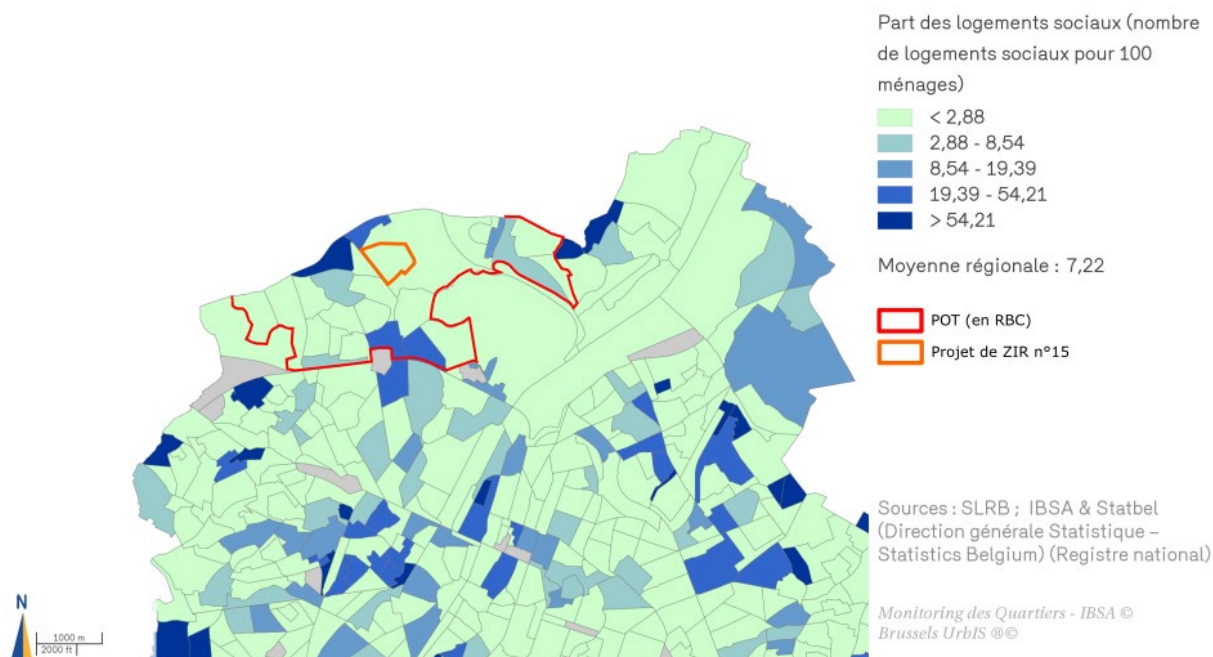 Part des logements sociaux (nombre
de logements sociaux pour 100
ménages)
< 2,88
2,88 - 8,54
8,54 - 19,39
19,39 - 54,21
> 54,21
Moyenne régionale : 7,22
POT (en RBC)
Projet de ZIR n°15
Sources : SLRB ; IBSA & Statbel
(Direction générale Statistique –
Statistics Belgium) (Registre national)
Monitoring des Quartiers - IBSA ©
Brussels UrbIS ®©
N
1000 m
2000 ft